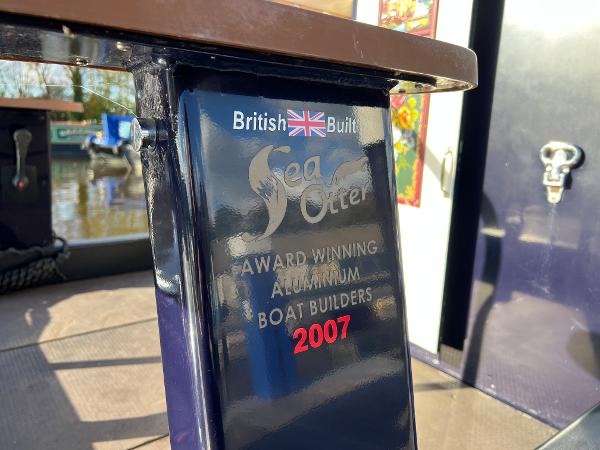 British Built
Sea
Otter
AWARD WINNING
ALUMINIUM
BOAT BUILDERS
2007